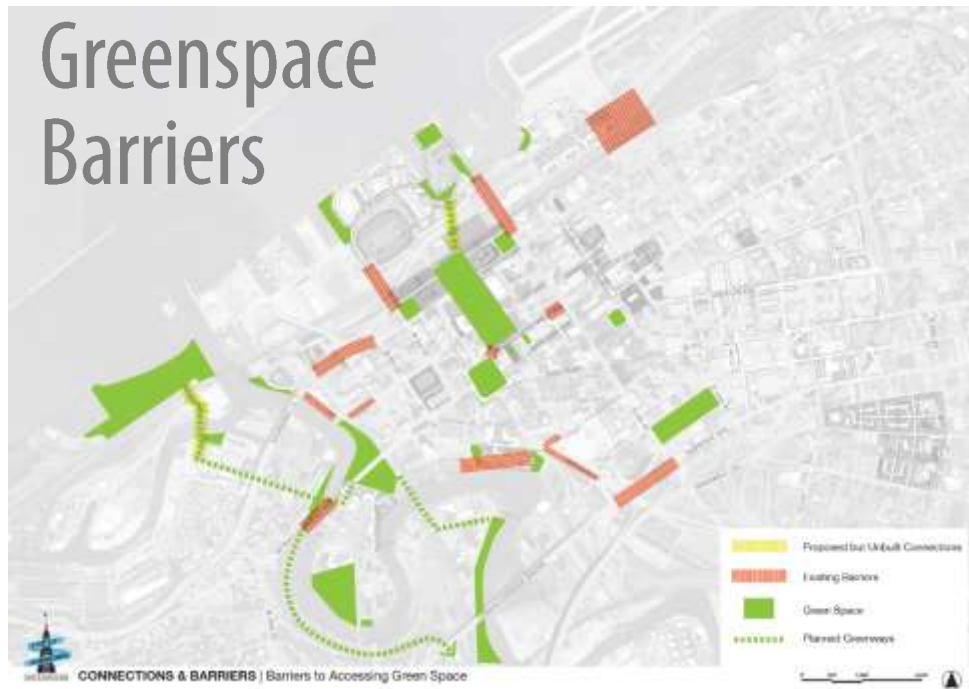 Greenspace
Barriers
Proposed but Unbuilt Connections
Existing Barriers
Green Space
Planned Greenways
CONNECTIONS & BARRIERS | Barriers to Accessing Green Space